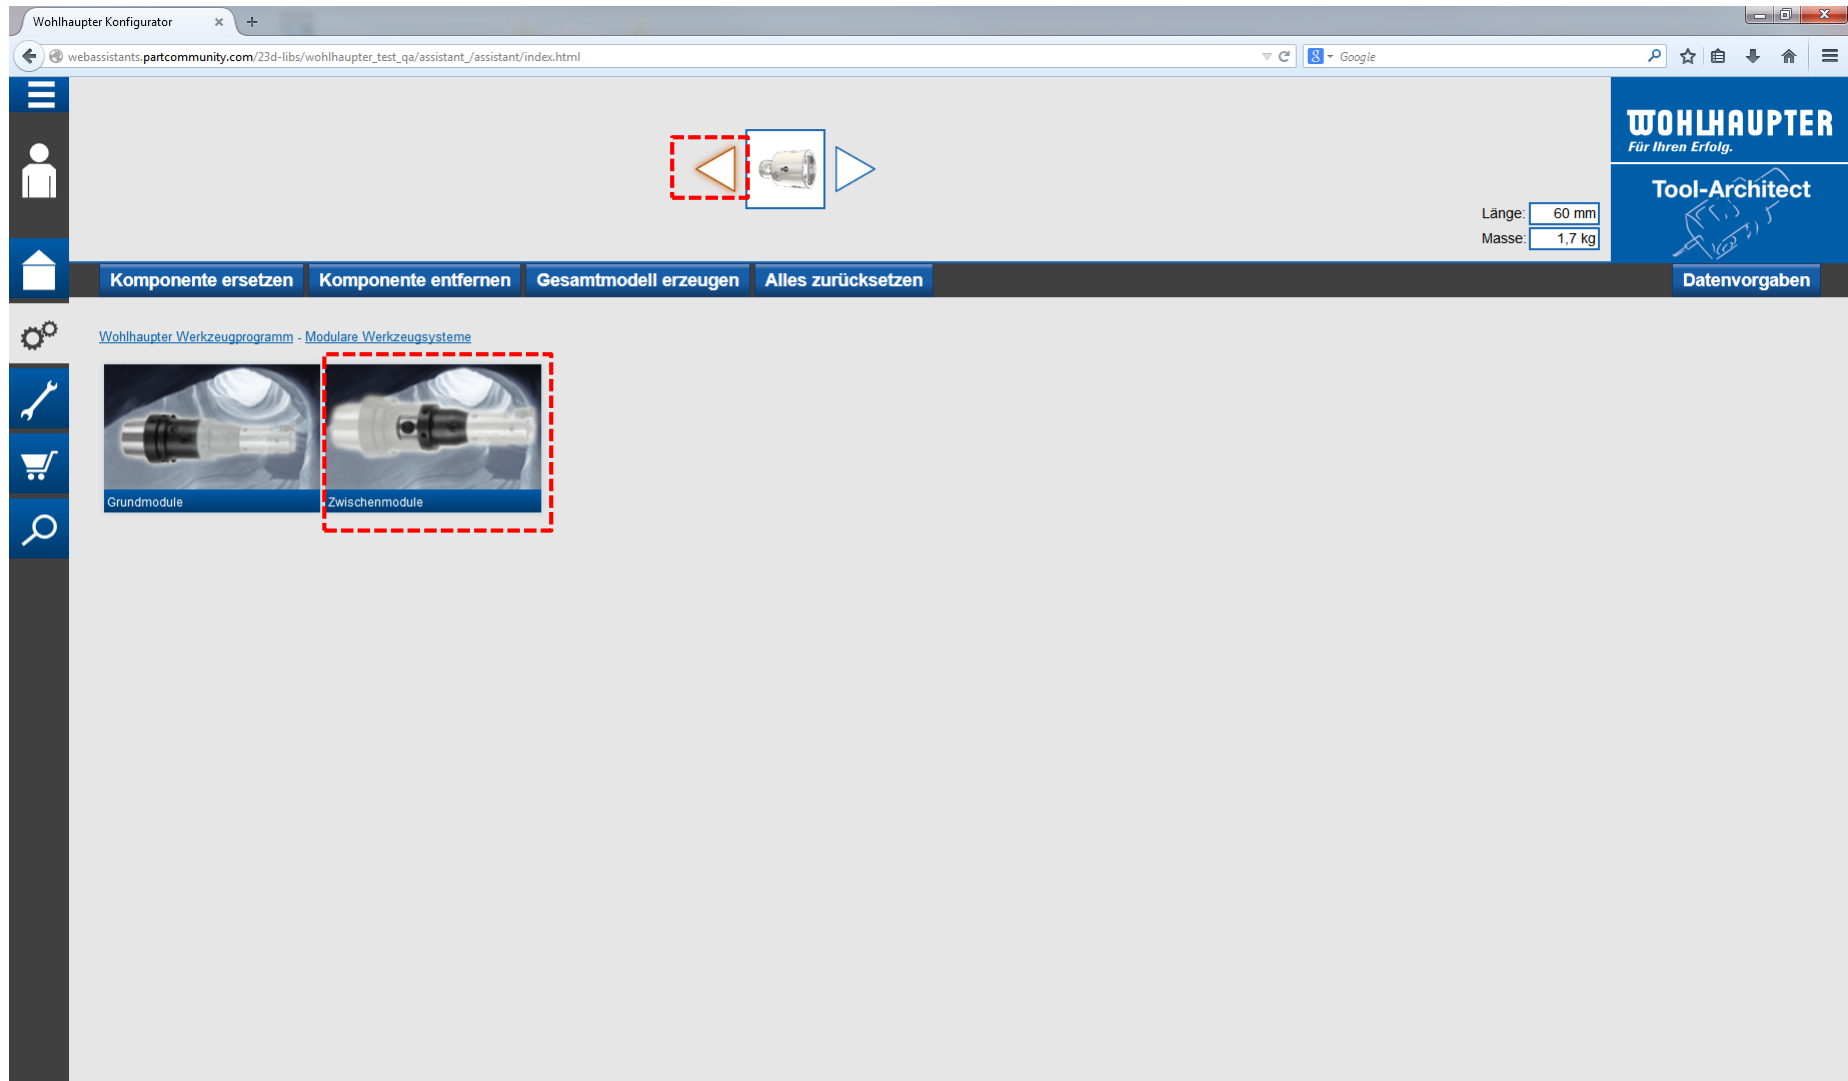 Wohlhaupter Konfigurator
webassistants.partcommunity.com/23d-libs/wohlhaupter_test_qa/assistant_/assistant/index.html
8 Google
WOHLHAUPTER
Für Ihren Erfolg.
Tool-Architect
Länge: 60 mm
Masse: 1,7 kg
Komponente ersetzen Komponente entfernen Gesamtmodell erzeugen Alles zurücksetzen Datenvorgaben
Wohlhaupter Werkzeugprogramm - Modulare Werkzeugsysteme
Grundmodule Zwischenmodule